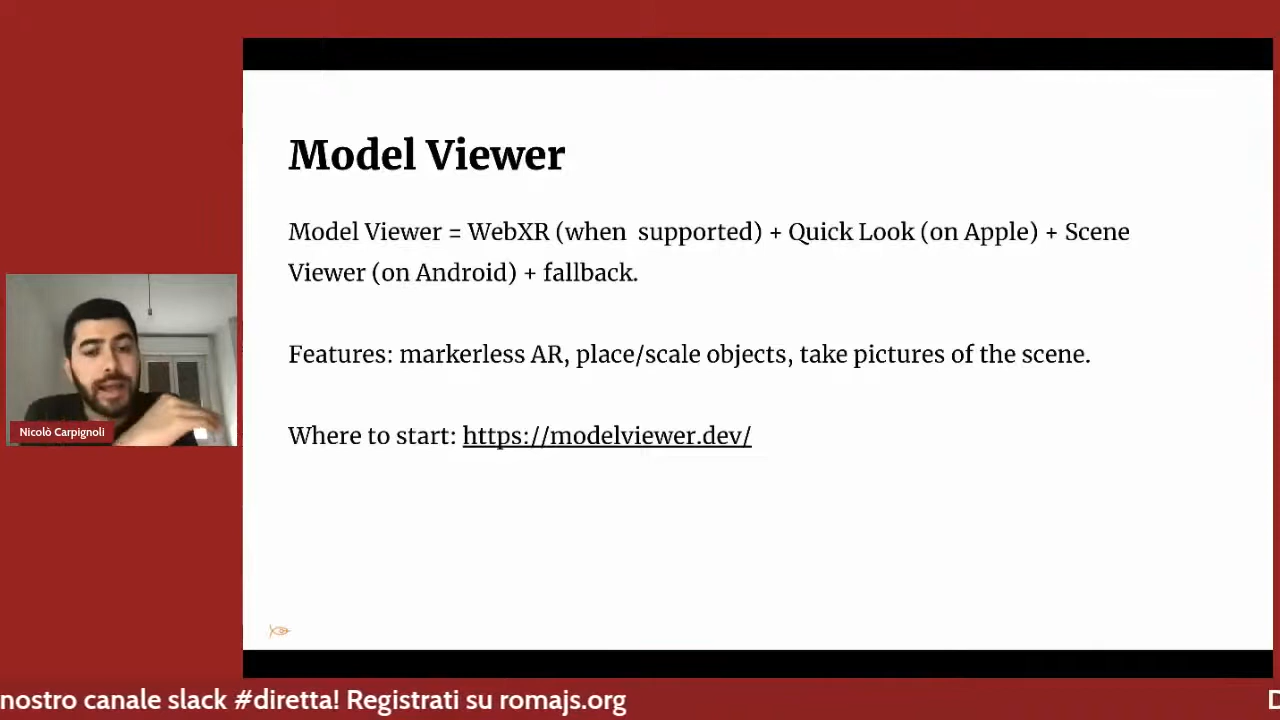 Model Viewer
Model Viewer = WebXR (when supported) + Quick Look (on Apple) + Scene
Viewer (on Android) + fallback.
Features: markerless AR, place/scale objects, take pictures of the scene.
Where to start: https://modelviewer.dev/
Nicolò Carpignoli
nostro canale slack #diretta! Registrati su romajs.org